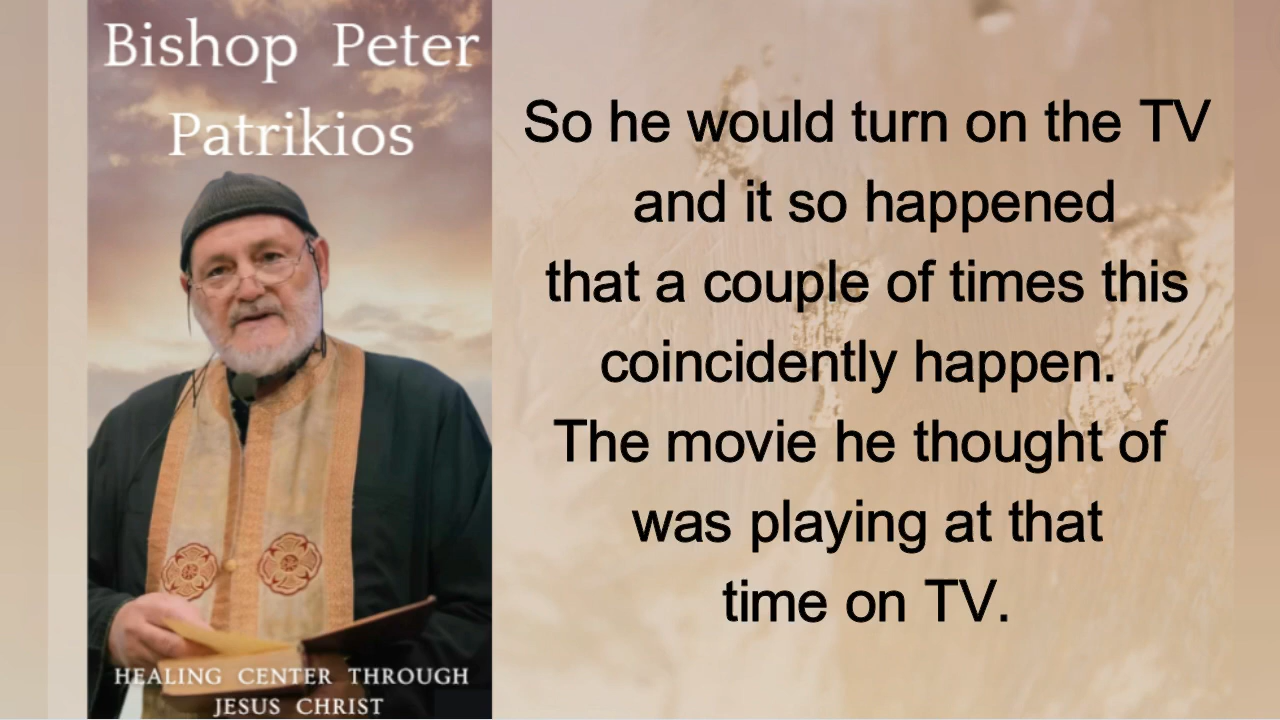 Bishop Peter
Patrikios
HEALING CENTER THROUGH
JESUS CHRIST
So he would turn on the TV
and it so happened
that a couple of times this
coincidently happen.
The movie he thought of
was playing at that
time on TV.